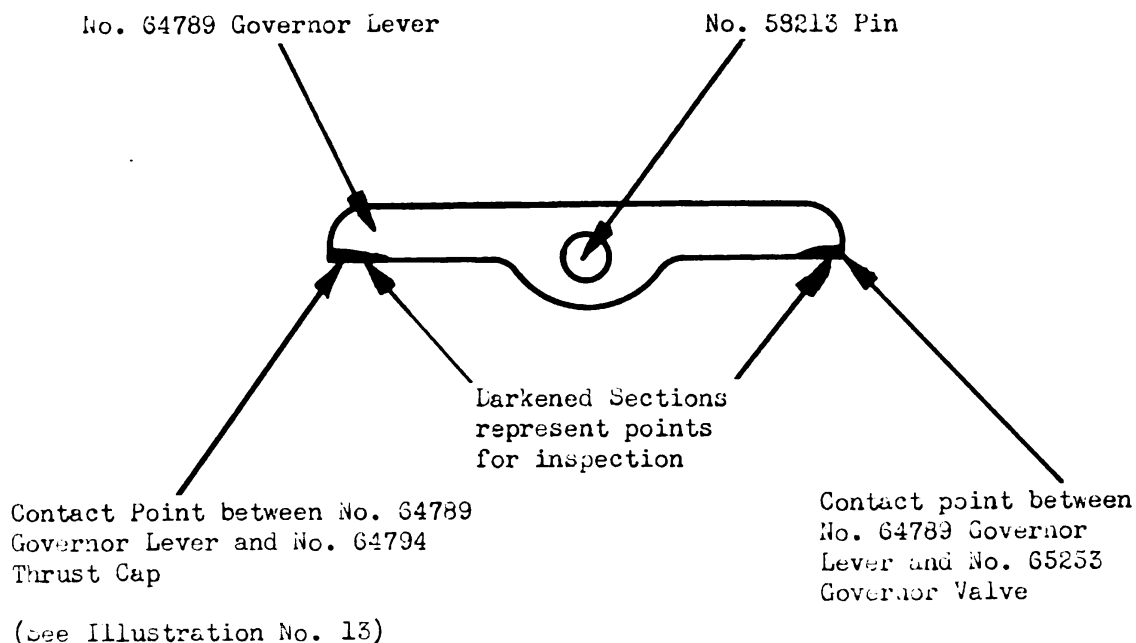 No. 64789 Governor Lever
No. 58213 Pin
Darkened Sections
represent points
for inspection
Contact Point between No. 64789
Governor Lever and No. 64794
Thrust Cap
(See Illustration No. 13)
Contact point between
No. 64789 Governor
Lever and No. 65253
Governor Valve